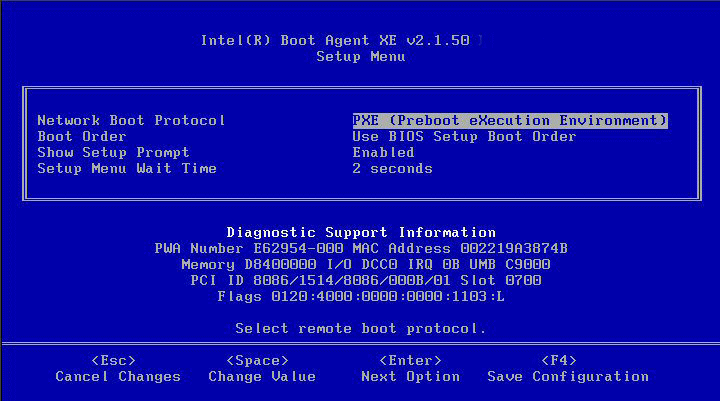 Intel(R) Boot Agent XE v2.1.50
Setup Menu
Network Boot Protocol PXE (Preboot eXecution Environment)
Boot Order Use BIOS Setup Boot Order
Show Setup Prompt Enabled
Setup Menu Wait Time 2 seconds
Diagnostic Support Information
PWA Number E62954-000 MAC Address 002219A3874B
Memory D8400000 I/O DCC0 IRQ 0B UMB C9000
PCI ID 8086/1514/8086/000B/01 Slot 0700
Flags 0120:4000:0000:0000:1103:L
Select remote boot protocol.
<Esc> <Space> <Enter> <F4>
Cancel Changes Change Value Next Option Save Configuration